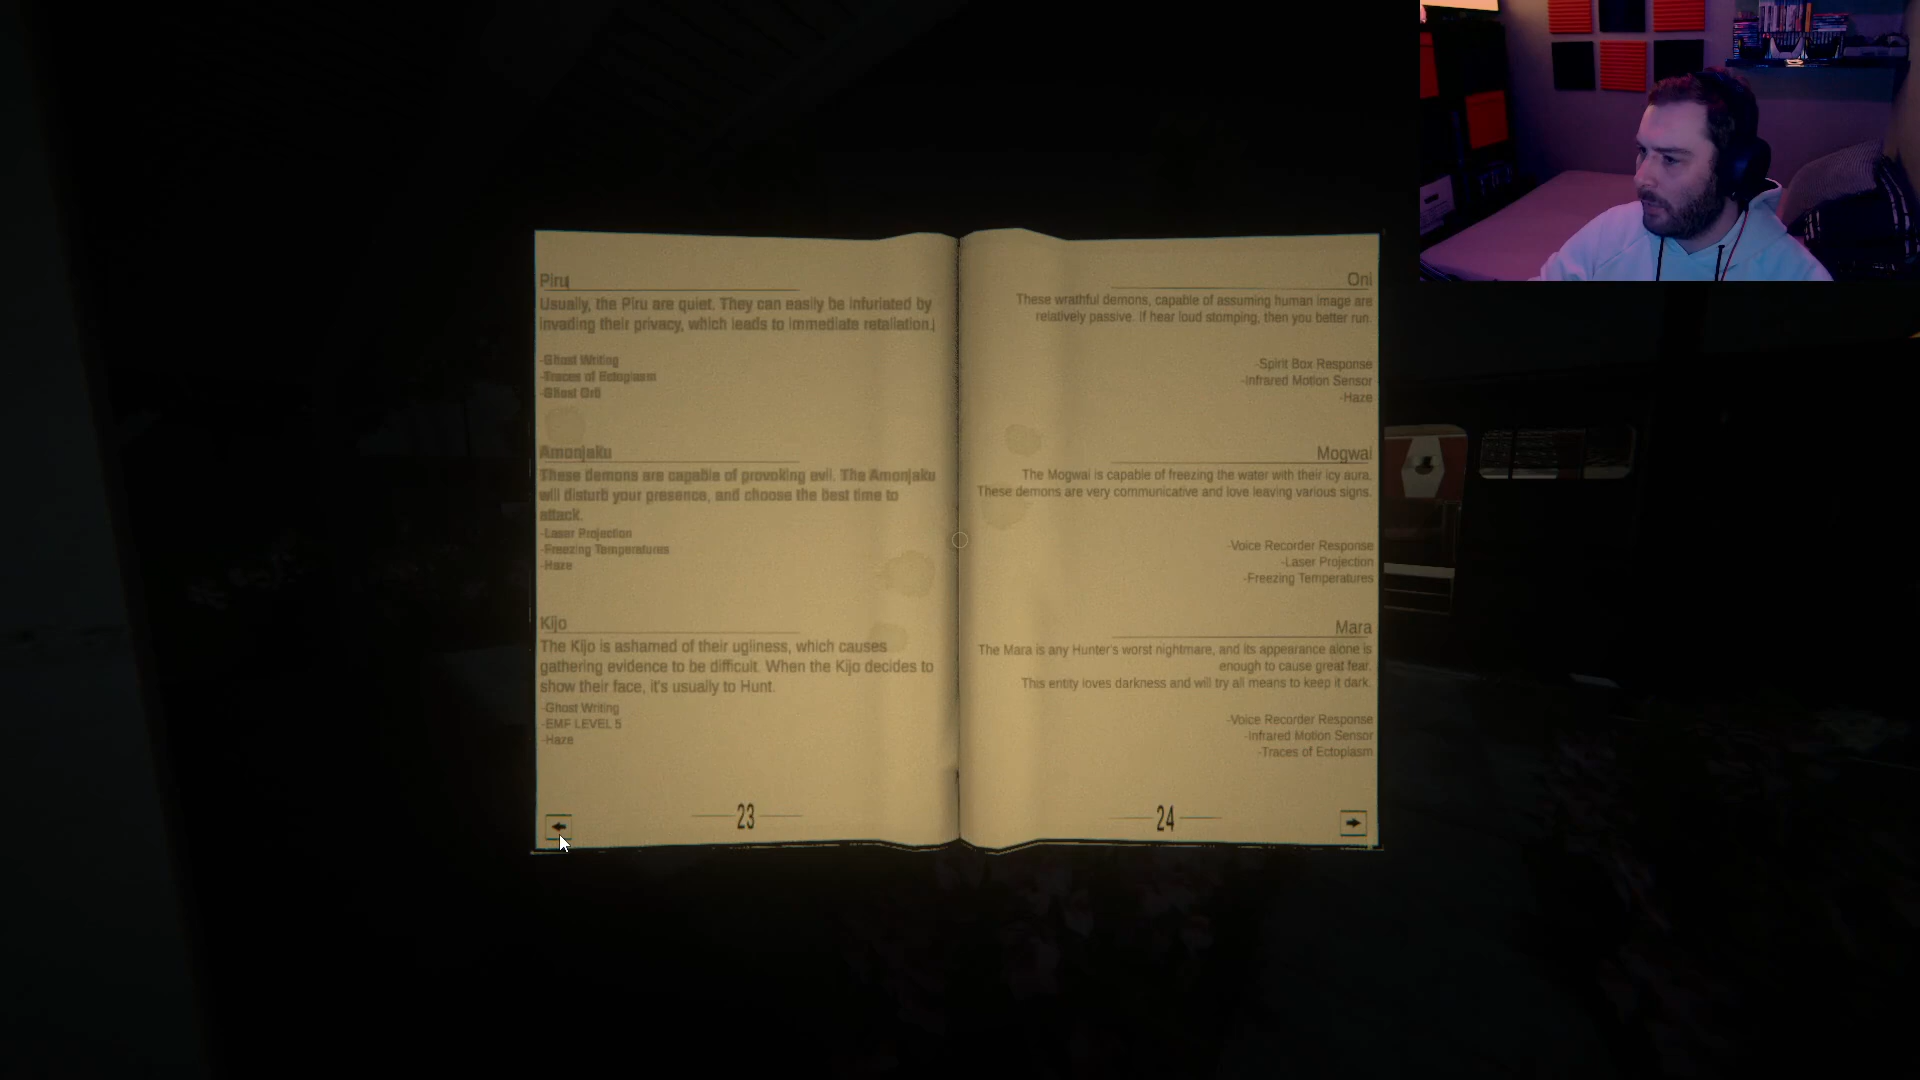 Piru
Usually, the Piru are quiet. They can easily be infuriated by
invading their privacy, which leads to immediate retaliation.
-Ghost Writing
-Traces of Ectoplasm
-Ghost Orb
Amonjaku
These demons are capable of provoking evil. The Amonjaku
will disturb your presence, and choose the best time to
attack.
-Laser Projection
-Freezing Temperatures
-Haze
Kijo
The Kijo is ashamed of their ugliness, which causes
gathering evidence to be difficult. When the Kijo decides to
show their face, it's usually to Hunt.
-Ghost Writing
-EMF LEVEL 5
-Haze
23
Oni
These wrathful demons, capable of assuming human image are
relatively passive. If hear loud stomping, then you better run.
-Spirit Box Response
-Infrared Motion Sensor
-Haze
Mogwai
The Mogwai is capable of freezing the water with their icy aura.
These demons are very communicative and love leaving various signs.
-Voice Recorder Response
-Laser Projection
-Freezing Temperatures
Mara
The Mara is any Hunter's worst nightmare, and its appearance alone is
enough to cause great fear.
This entity loves darkness and will try all means to keep it dark.
-Voice Recorder Response
-Infrared Motion Sensor
-Traces of Ectoplasm
24